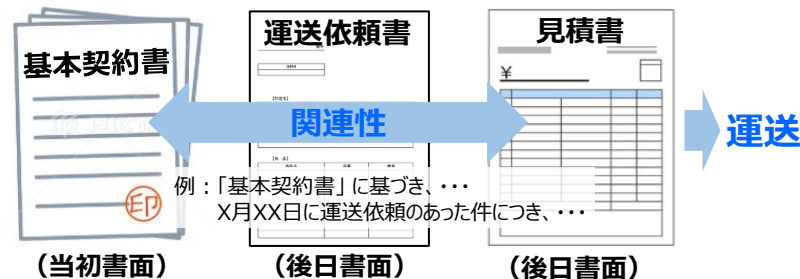 基本契約書
運送依頼書
見積書
¥
関連性
運送
例：「基本契約書」に基づき、・・・
X月XX日に運送依頼のあった件につき、・・・
印
（当初書面）
（後日書面）
（後日書面）